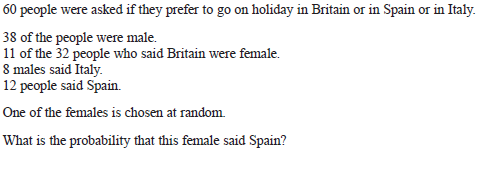 60 people were asked if they prefer to go on holiday in Britain or in Spain or in Italy.
38 of the people were male.
11 of the 32 people who said Britain were female.
8 males said Italy.
12 people said Spain.
One of the females is chosen at random.
What is the probability that this female said Spain?